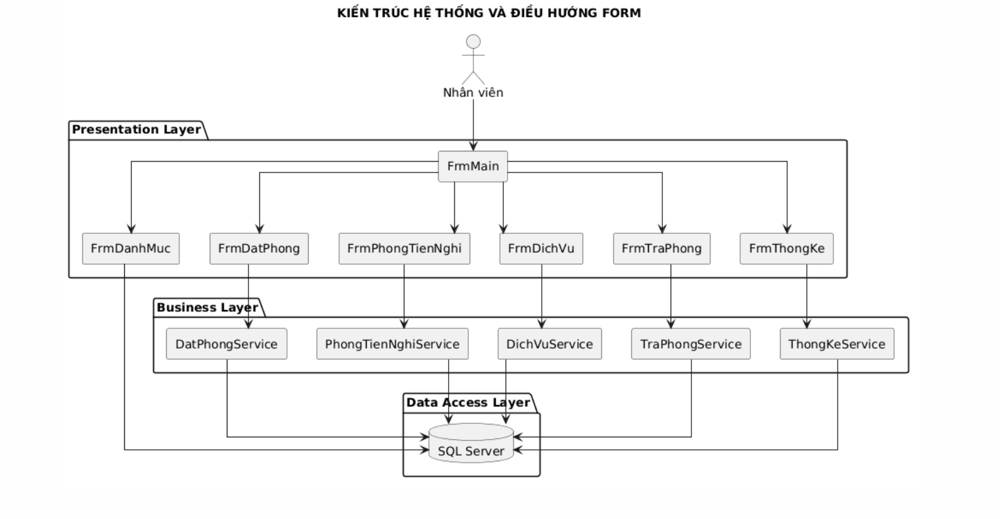 KIẾN TRÚC HỆ THỐNG VÀ ĐIỀU HƯỚNG FORM
Nhân viên
Presentation Layer
FrmMain
FrmDanhMuc
FrmDatPhong
FrmPhongTienNghi
FrmDichVu
FrmTraPhong
FrmThongKe
Business Layer
DatPhongService
PhongTienNghiService
DichVuService
TraPhongService
ThongKeService
Data Access Layer
SQL Server